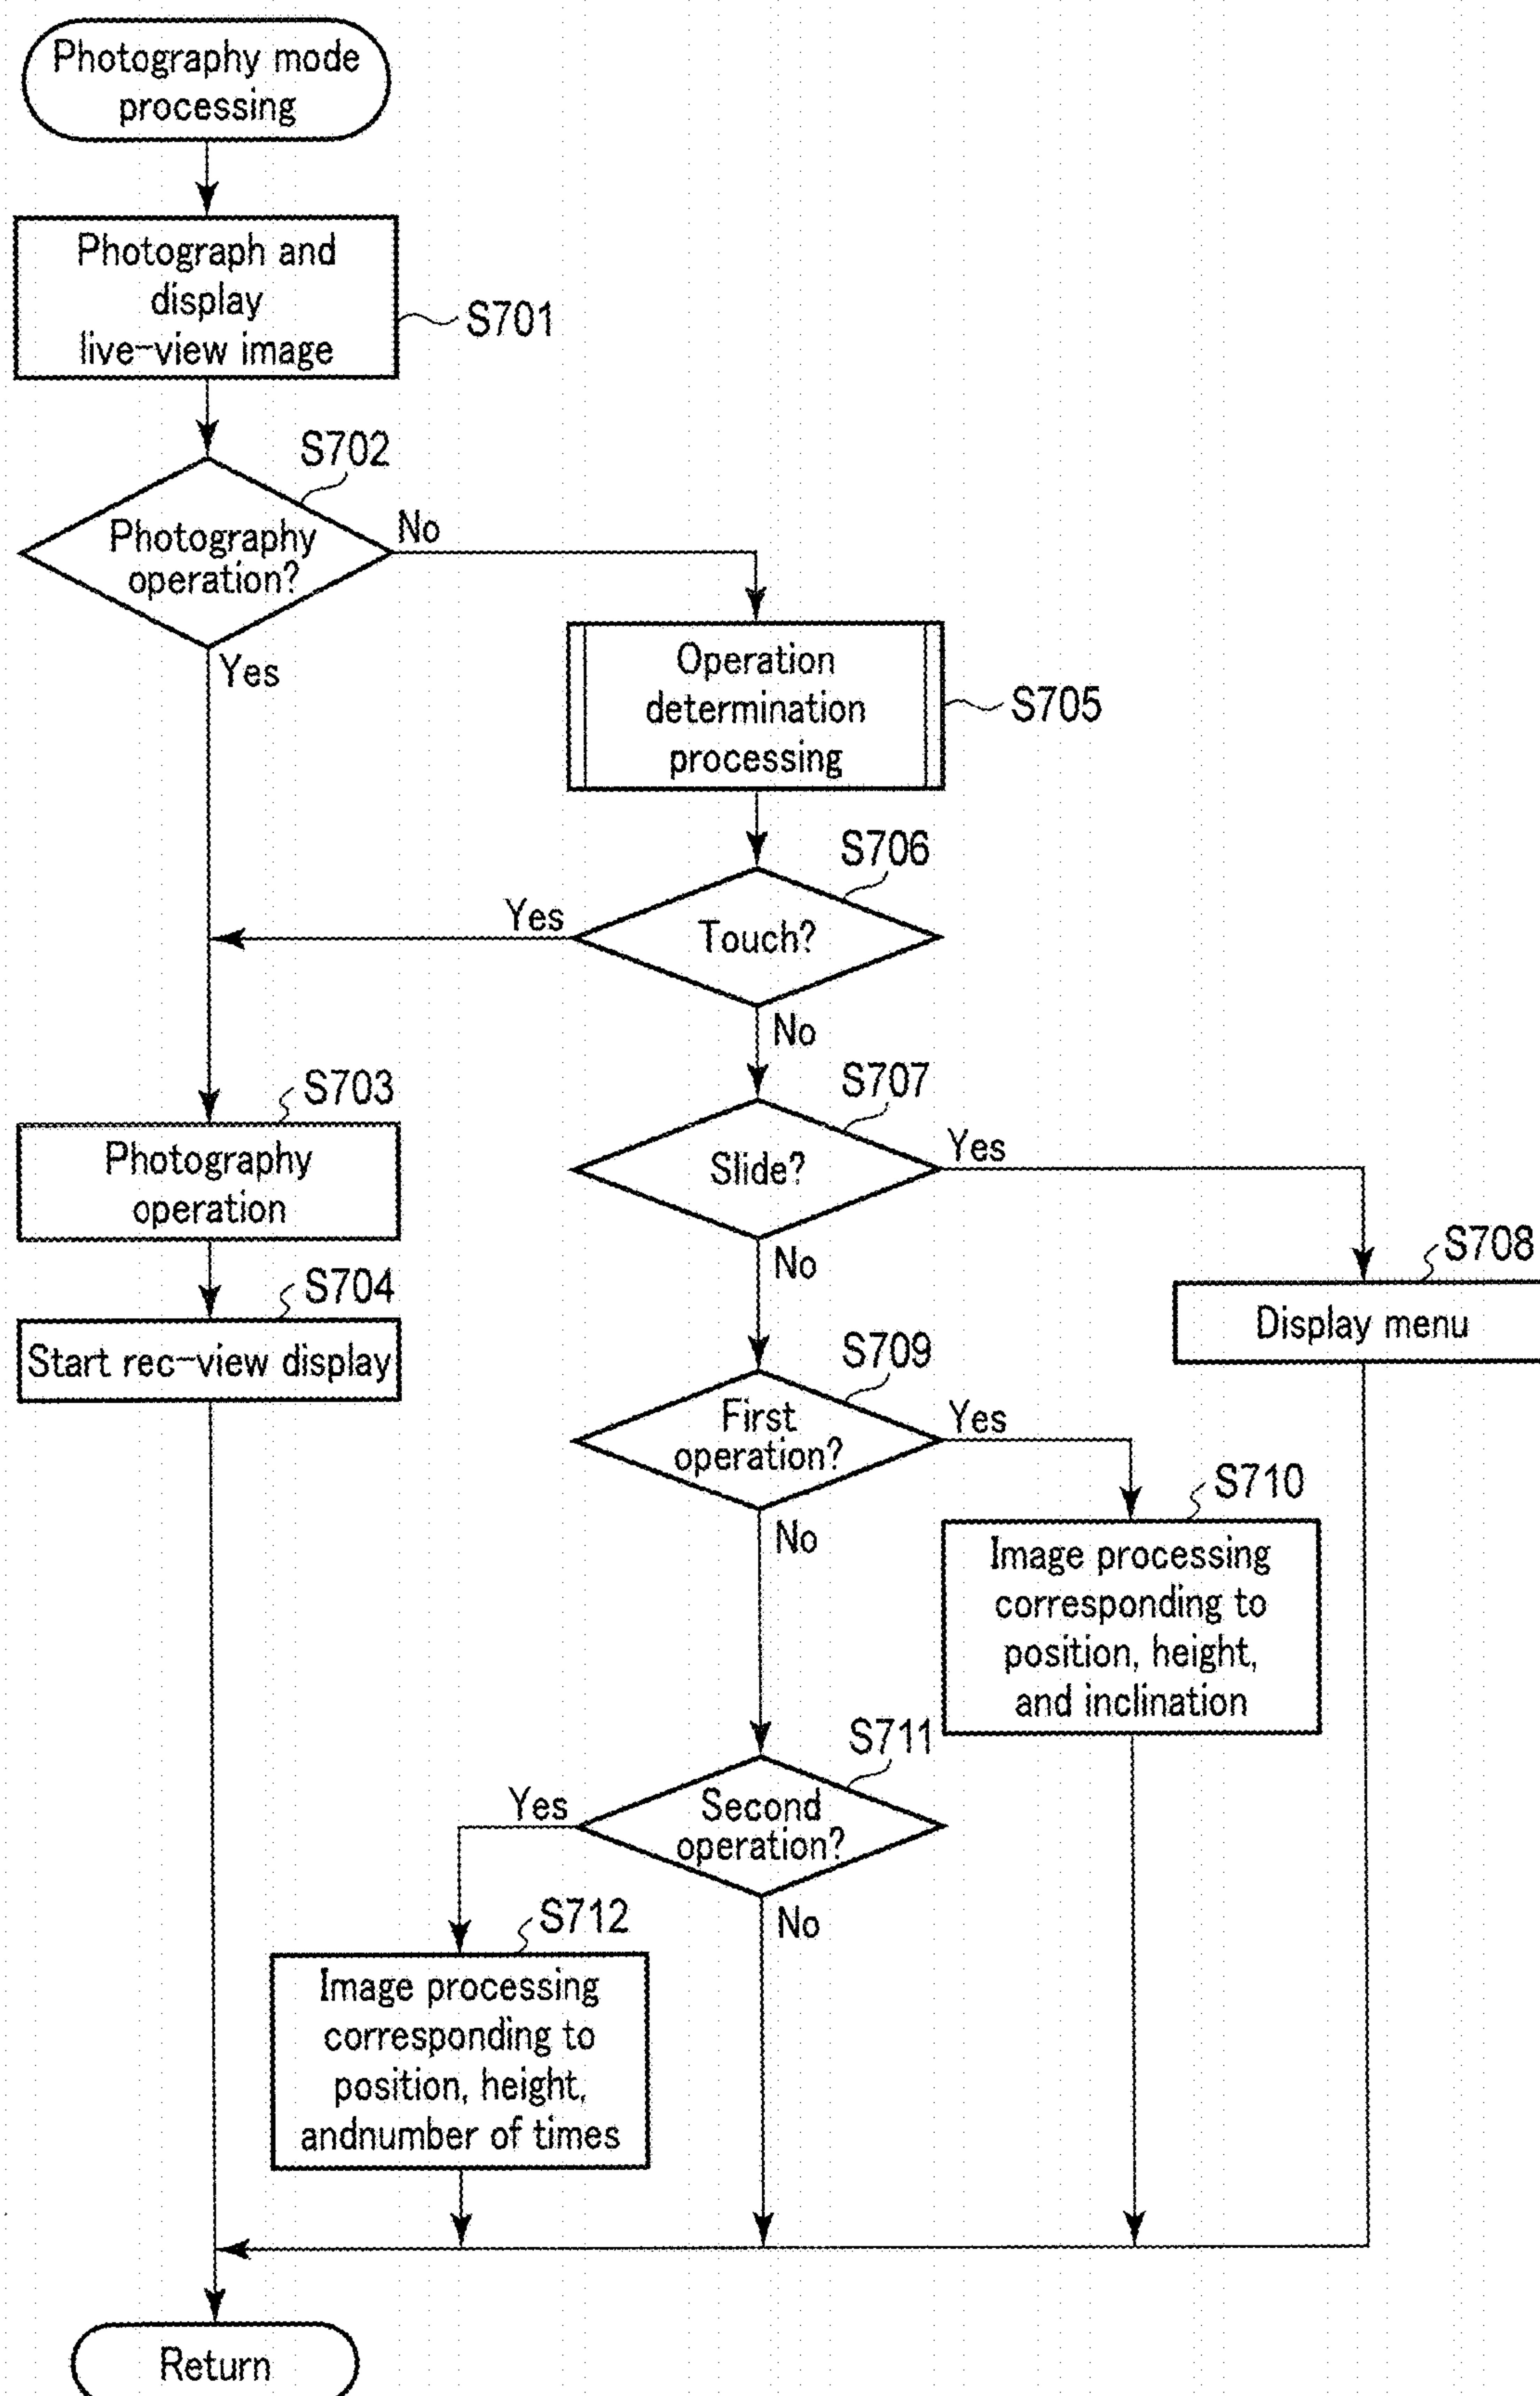 Photography mode
processing
Photograph and
display
live-view image
S701
S702
Photography
operation?
No
Yes
Operation
determination
processing
S705
S706
Touch?
Yes
No
S703
Photography
operation
S707
Slide?
Yes
No
S704
Start rec-view display
S708
Display menu
S709
First
operation?
Yes
No
S710
Image processing
corresponding to
position, height,
and inclination
S711
Second
operation?
Yes
No
S712
Image processing
corresponding to
position, height,
andnumber of times
Return